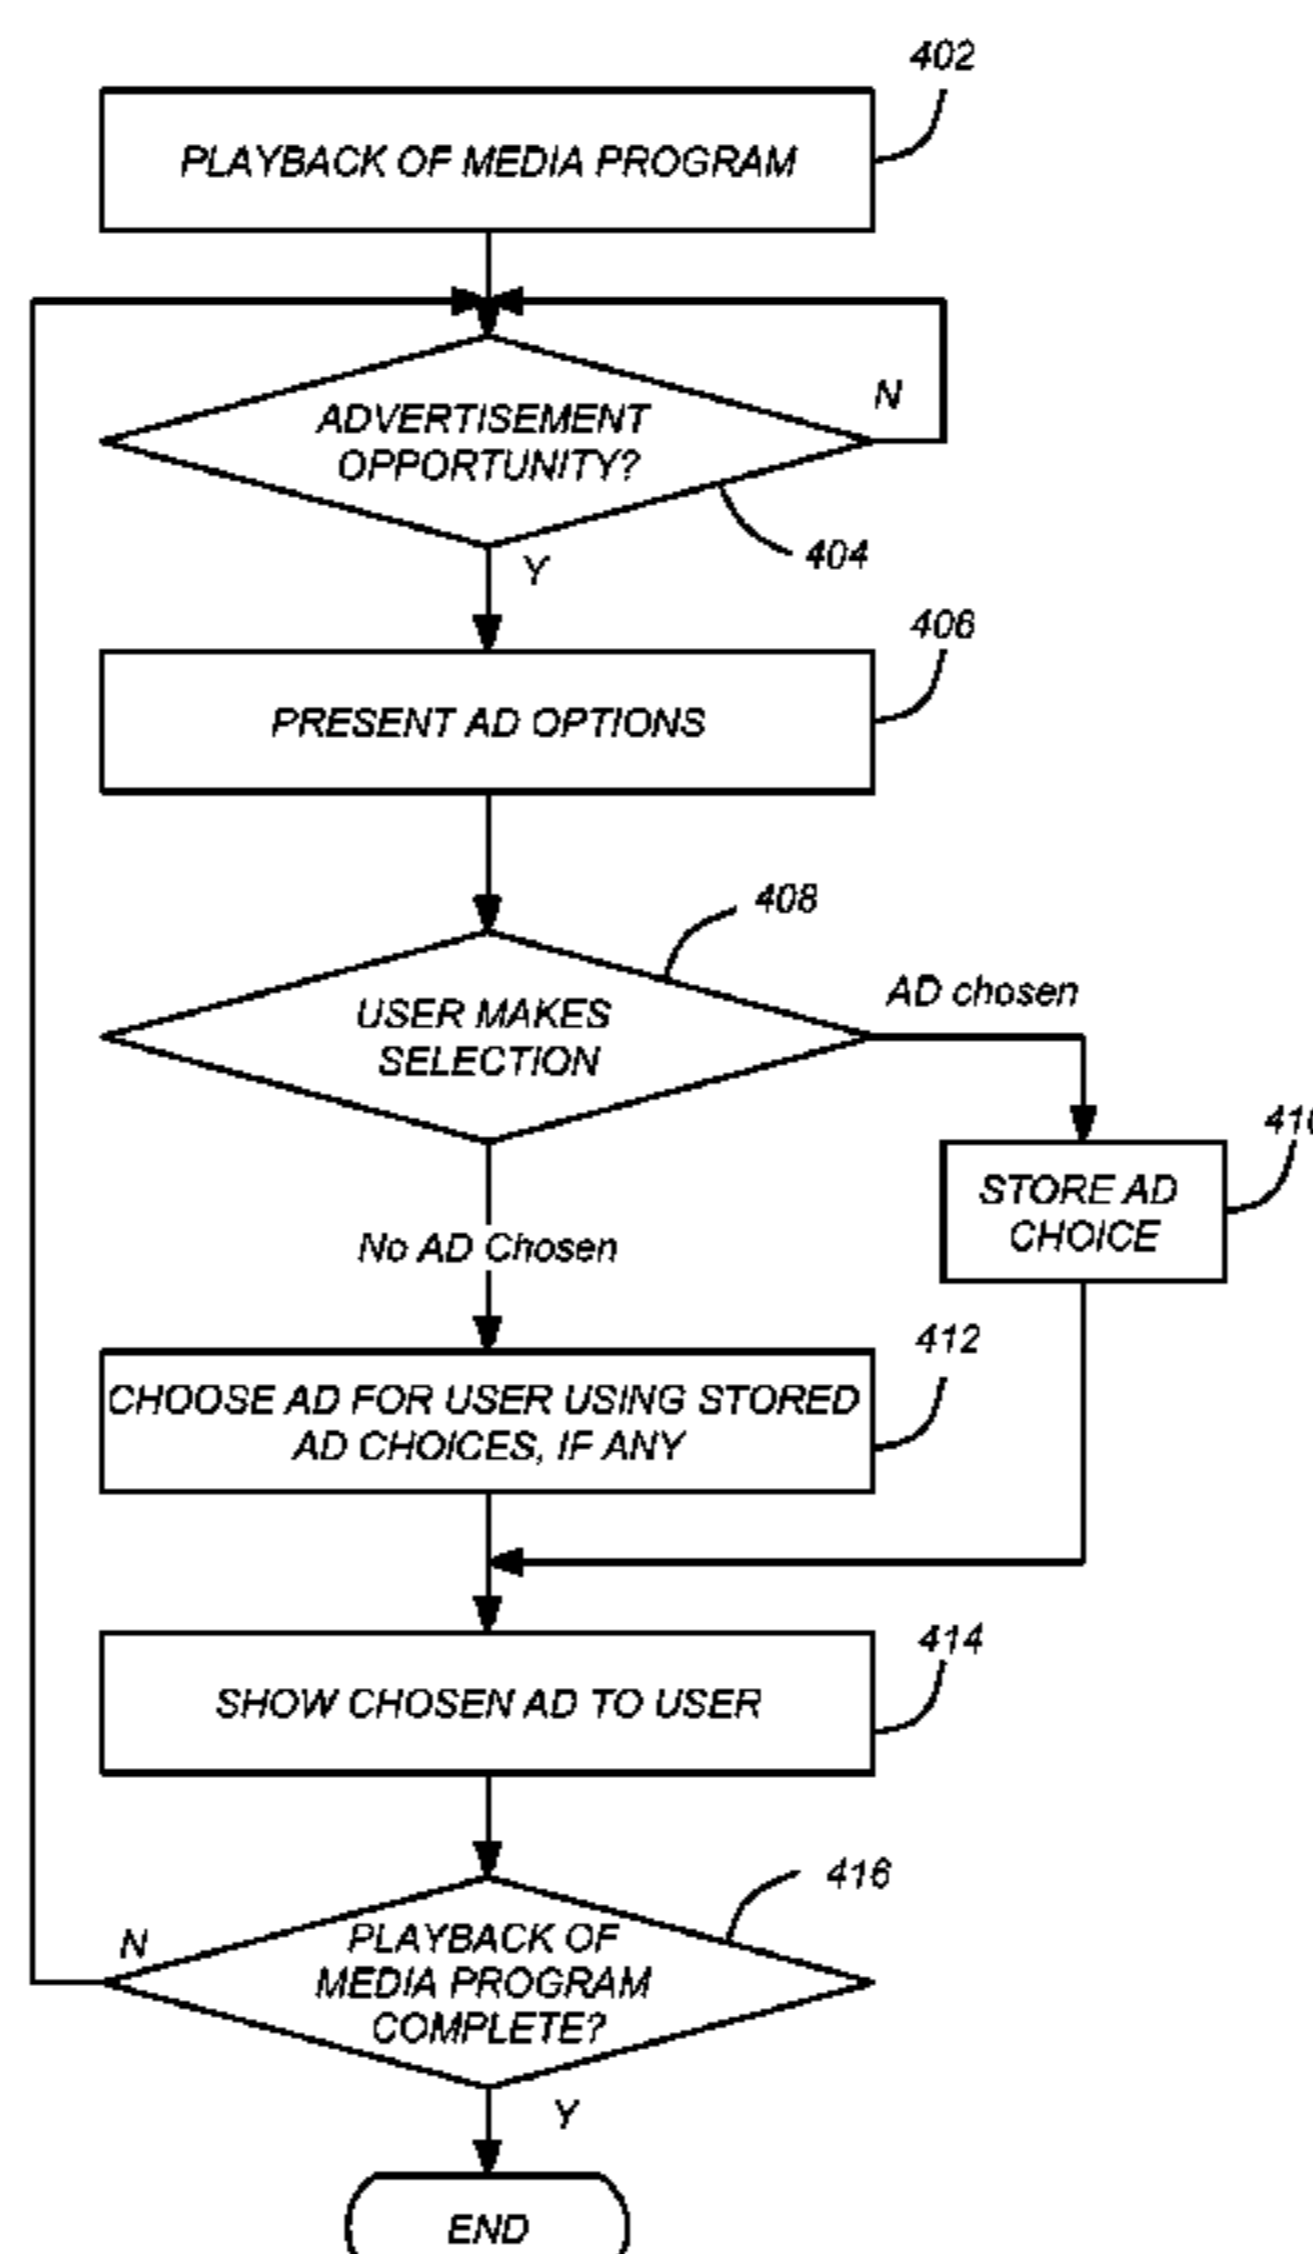 402
PLAYBACK OF MEDIA PROGRAM
N
ADVERTISEMENT
OPPORTUNITY?
404
Y
406
PRESENT AD OPTIONS
408
AD chosen
USER MAKES
SELECTION
410
STORE AD
CHOICE
No AD Chosen
412
CHOOSE AD FOR USER USING STORED
AD CHOICES, IF ANY
414
SHOW CHOSEN AD TO USER
416
N
PLAYBACK OF
MEDIA PROGRAM
COMPLETE?
Y
END